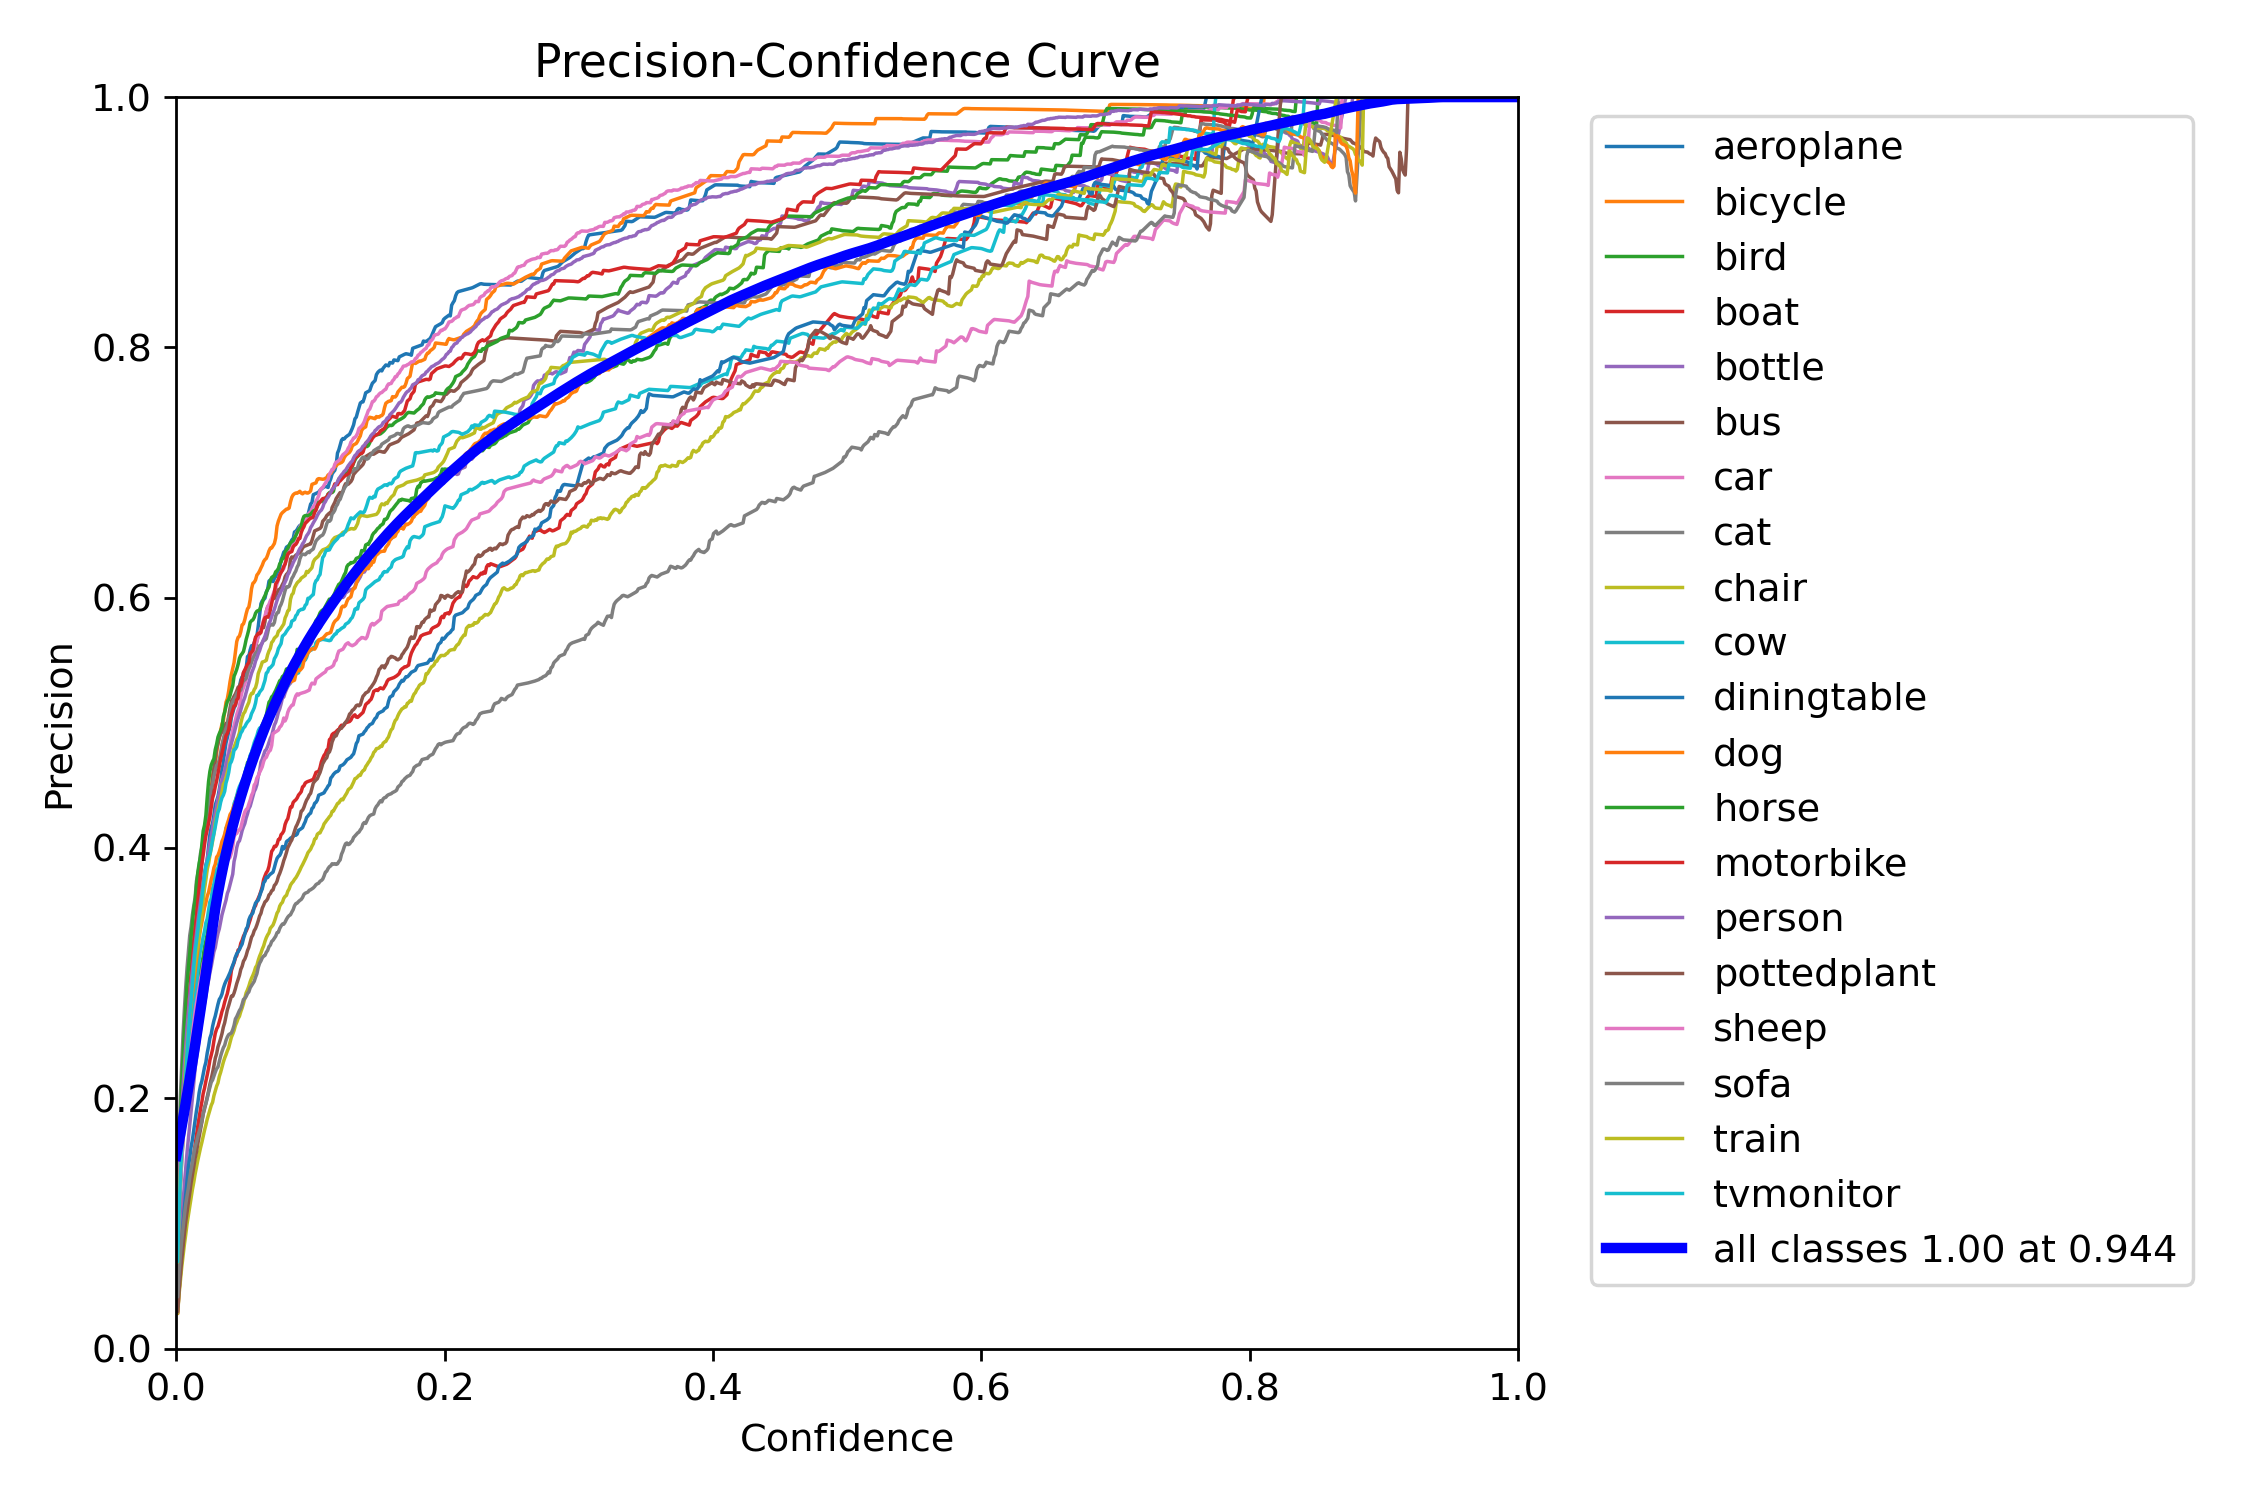 Precision-Confidence Curve
1.0
0.8
0.6
0.4
0.2
0.0
Precision
0.0 0.2 0.4 0.6 0.8 1.0
Confidence
aeroplane
bicycle
bird
boat
bottle
bus
car
cat
chair
cow
diningtable
dog
horse
motorbike
person
pottedplant
sheep
sofa
train
tvmonitor
all classes 1.00 at 0.944